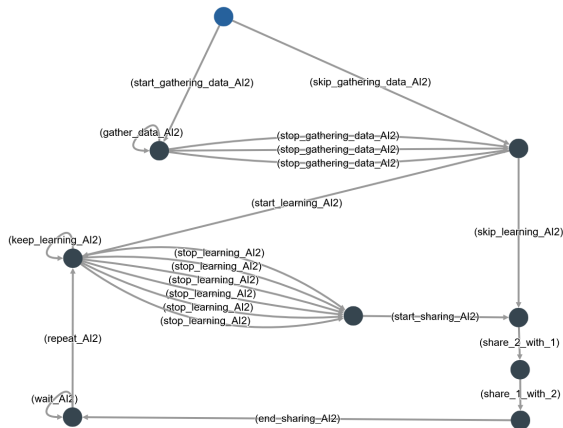 (start_gathering_data_AI2)
(skip_gathering_data_AI2)
(gather_data_AI2)
(stop_gathering_data_AI2)
(stop_gathering_data_AI2)
(stop_gathering_data_AI2)
(start_learning_AI2)
(skip_learning_AI2)
(keep_learning_AI2)
(stop_learning_AI2)
(stop_learning_AI2)
(stop_learning_AI2)
(stop_learning_AI2)
(stop_learning_AI2)
(stop_learning_AI2)
(start_sharing_AI2)
(repeat_AI2)
(share_2_with_1)
(share_1_with_2)
(wait_AI2)
(end_sharing_AI2)